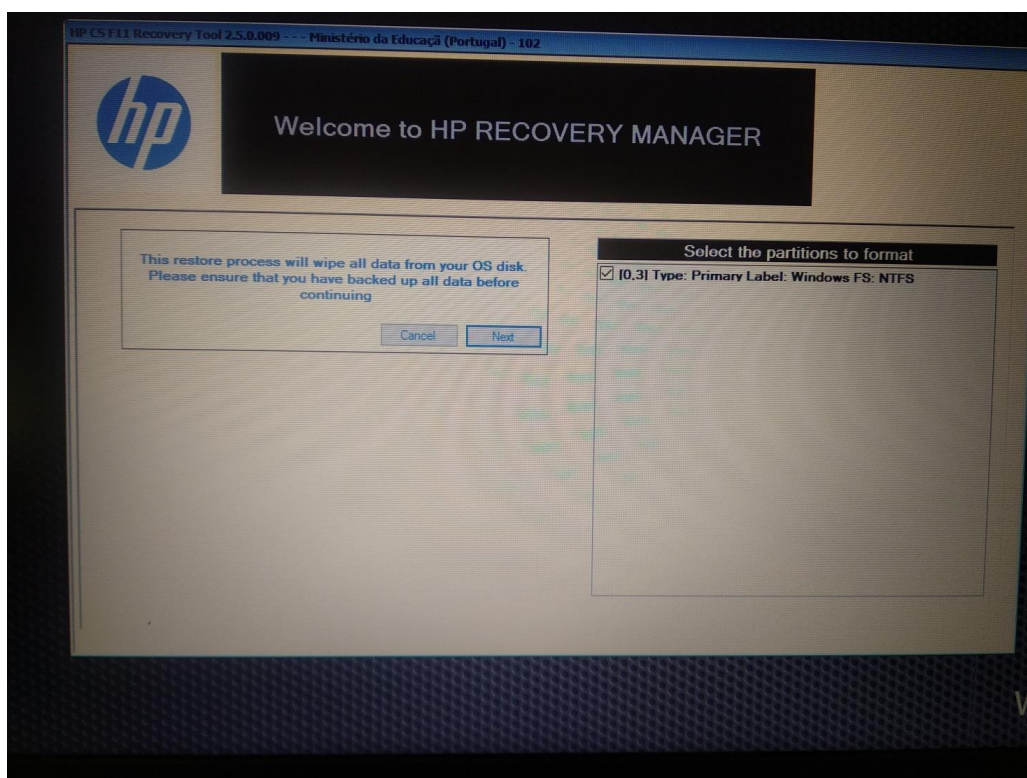 HP CS F11 Recovery Tool 2.5.0.009 - - - Ministério da Educaçã (Portugal) - 102
hp
Welcome to HP RECOVERY MANAGER
This restore process will wipe all data from your OS disk.
Please ensure that you have backed up all data before
continuing
Cancel
Next
Select the partitions to format
[0,3] Type: Primary Label: Windows FS: NTFS